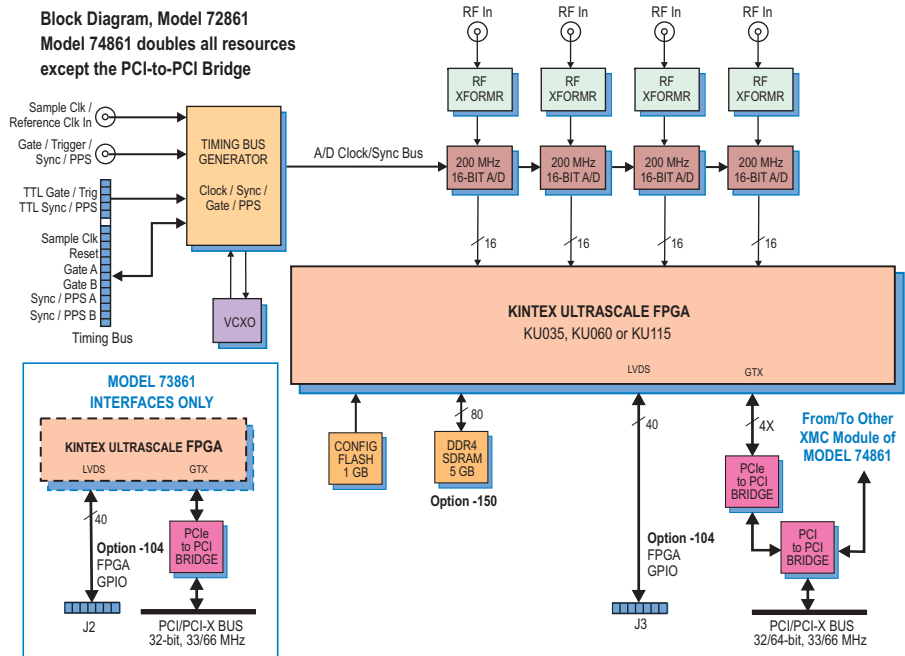 Block Diagram, Model 72861
Model 74861 doubles all resources
except the PCI-to-PCI Bridge
RF In
RF In
RF In
RF In
RF
XFORMR
RF
XFORMR
RF
XFORMR
RF
XFORMR
Sample Clk /
Reference Clk In
Gate / Trigger /
Sync / PPS
TTL Gate / Trig
TTL Sync / PPS
Sample Clk
Reset
Gate A
Gate B
Sync / PPS A
Sync / PPS B
Timing Bus
TIMING BUS
GENERATOR
Clock / Sync /
Gate / PPS
VCXO
A/D Clock/Sync Bus
200 MHz
16-BIT A/D
200 MHz
16-BIT A/D
200 MHz
16-BIT A/D
200 MHz
16-BIT A/D
16
16
16
16
KINTEX ULTRASCALE FPGA
KU035, KU060 or KU115
LVDS
GTX
CONFIG
FLASH
1 GB
80
DDR4
SDRAM
5 GB
Option -150
40
Option -104
FPGA
GPIO
J3
4X
PCIe
to PCI
BRIDGE
From/To Other
XMC Module of
MODEL 74861
PCI
to PCI
BRIDGE
PCI/PCI-X BUS
32/64-bit, 33/66 MHz
MODEL 73861
INTERFACES ONLY
KINTEX ULTRASCALE FPGA
LVDS
GTX
40
Option -104
FPGA
GPIO
J2
PCIe
to PCI
BRIDGE
PCI/PCI-X BUS
32-bit, 33/66 MHz